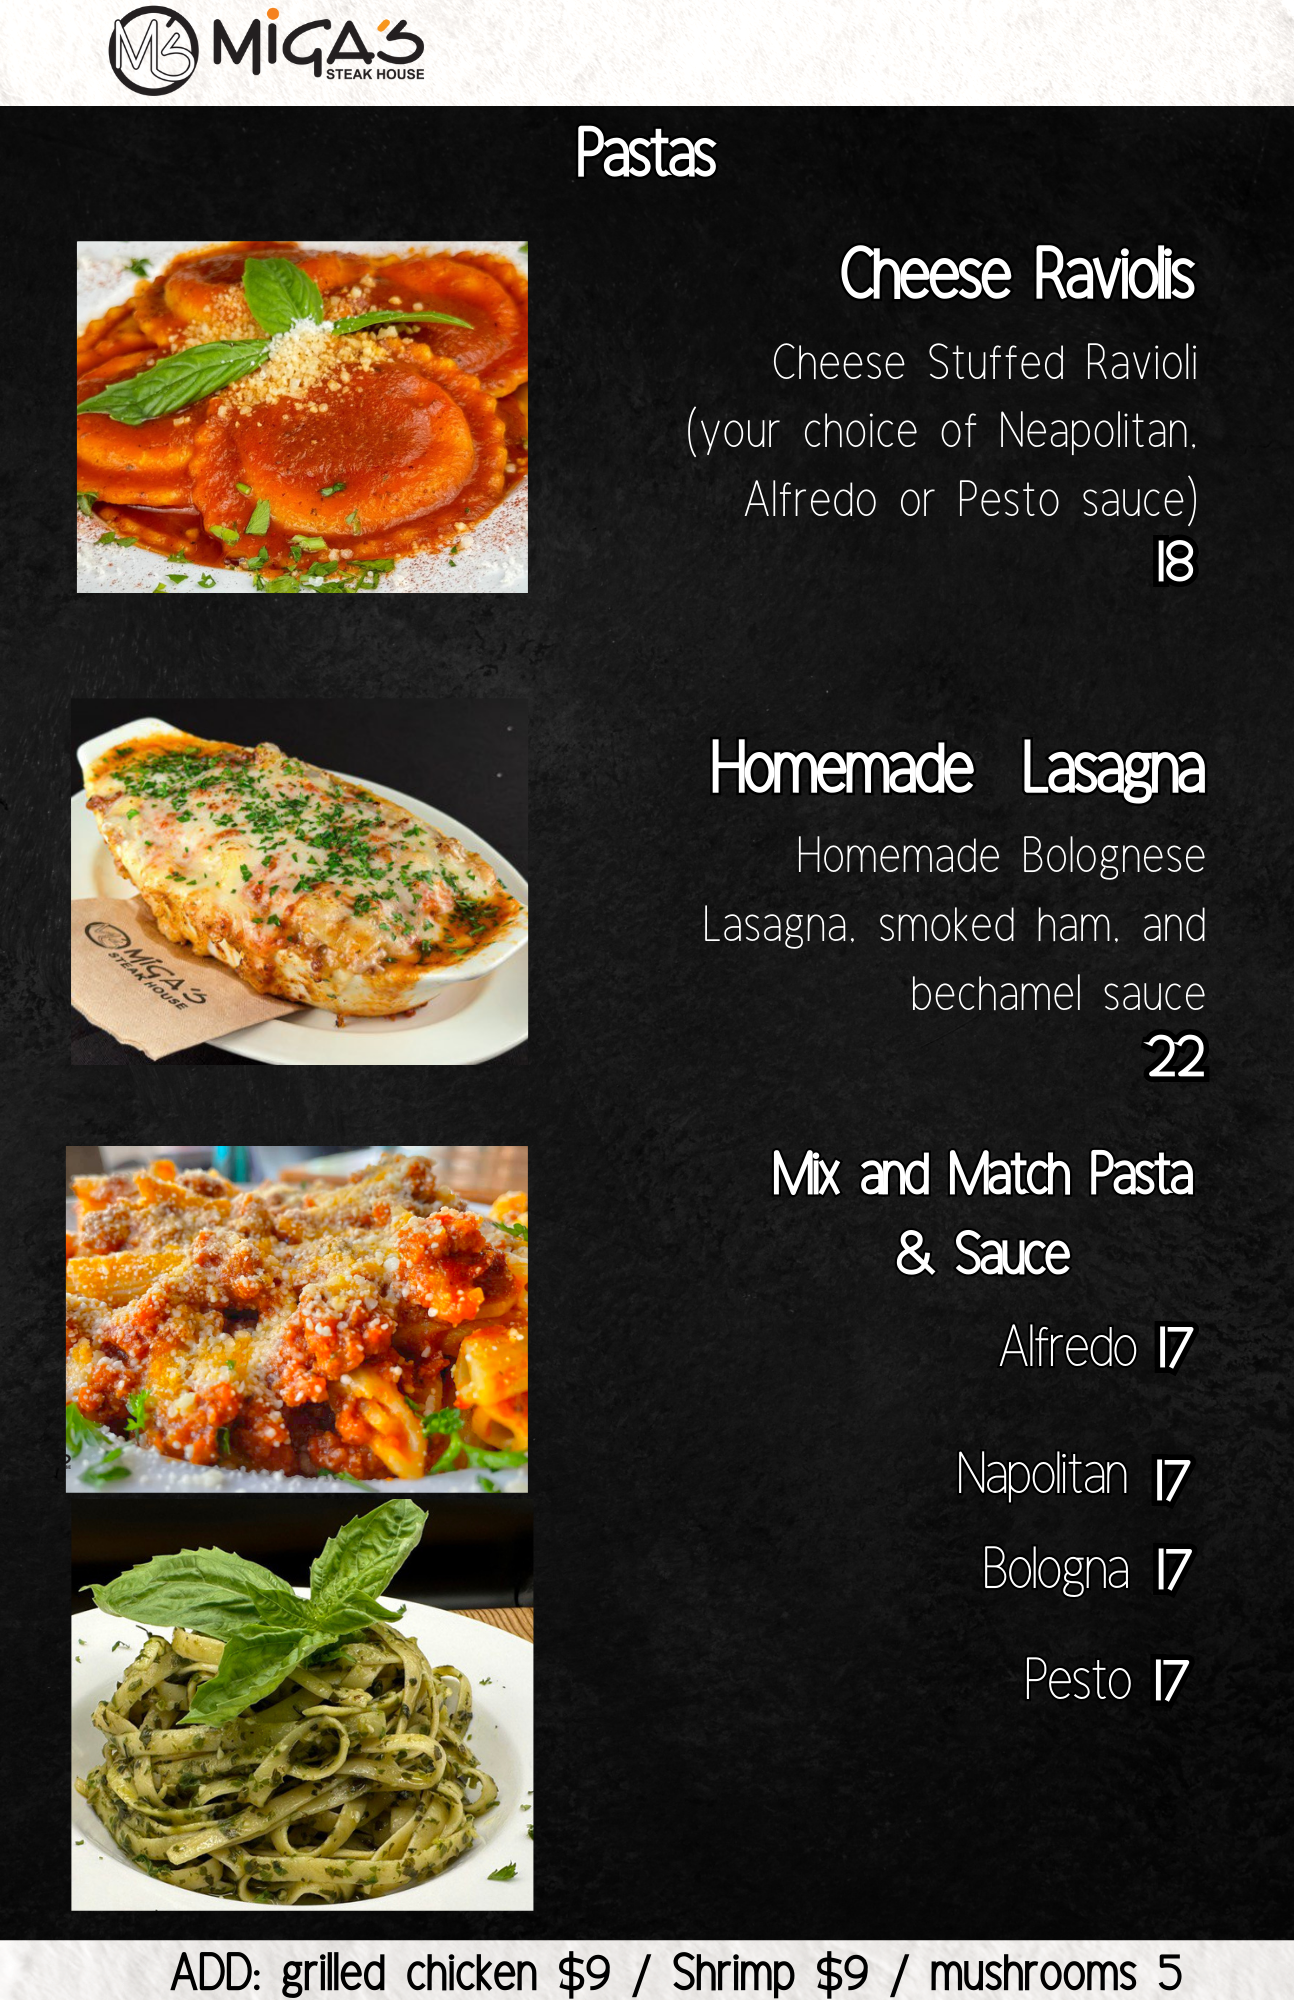 MS MiGA'S
STEAK HOUSE
Pastas
Cheese Raviolis
Cheese Stuffed Ravioli
(your choice of Neapolitan,
Alfredo or Pesto sauce)
18
MiGA'S
STEAK HOUSE
Homemade Lasagna
Homemade Bolognese
Lasagna, smoked ham, and
bechamel sauce
22
Mix and Match Pasta
& Sauce
Alfredo 17
Napolitan 17
Bologna 17
Pesto 17
ADD: grilled chicken $9 / Shrimp $9 / mushrooms 5